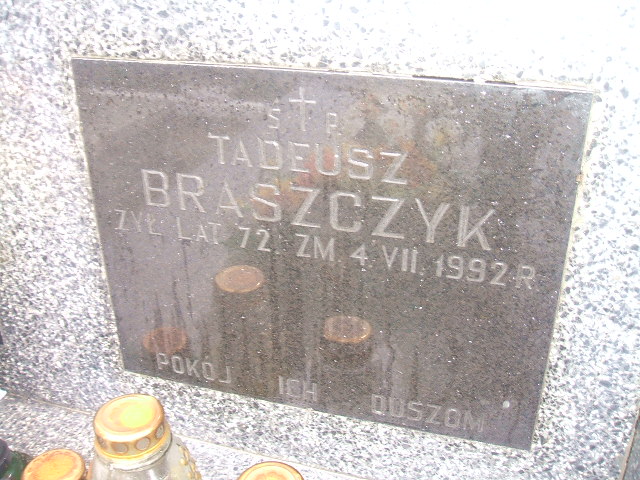 Ś P
TADEUSZ
BRASZCZYK
ŻYŁ LAT 72. ZM 4 VII 1992 R
POKÓJ ICH DUSZOM